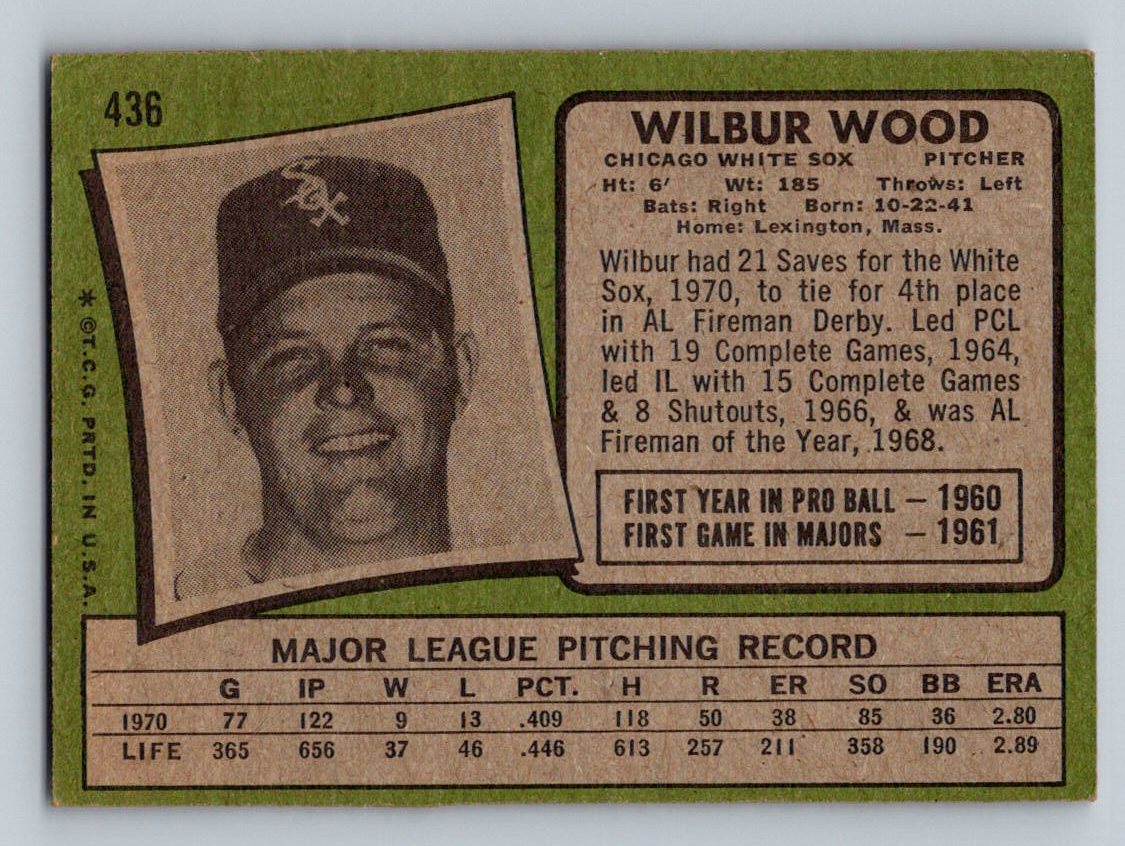 436
SOX
* ©T.C.G. PRTD. IN U.S.A.
WILBUR WOOD
CHICAGO WHITE SOX PITCHER
Ht: 6' Wt: 185 Throws: Left
Bats: Right Born: 10-22-41
Home: Lexington, Mass.
Wilbur had 21 Saves for the White
Sox, 1970, to tie for 4th place
in AL Fireman Derby. Led PCL
with 19 Complete Games, 1964,
led IL with 15 Complete Games
& 8 Shutouts, 1966, & was AL
Fireman of the Year, 1968.
FIRST YEAR IN PRO BALL — 1960
FIRST GAME IN MAJORS — 1961
MAJOR LEAGUE PITCHING RECORD
G IP W L PCT. H R ER SO BB ERA
1970 77 122 9 13 .409 118 50 38 85 36 2.80
LIFE 365 656 37 46 .446 613 257 211 358 190 2.89